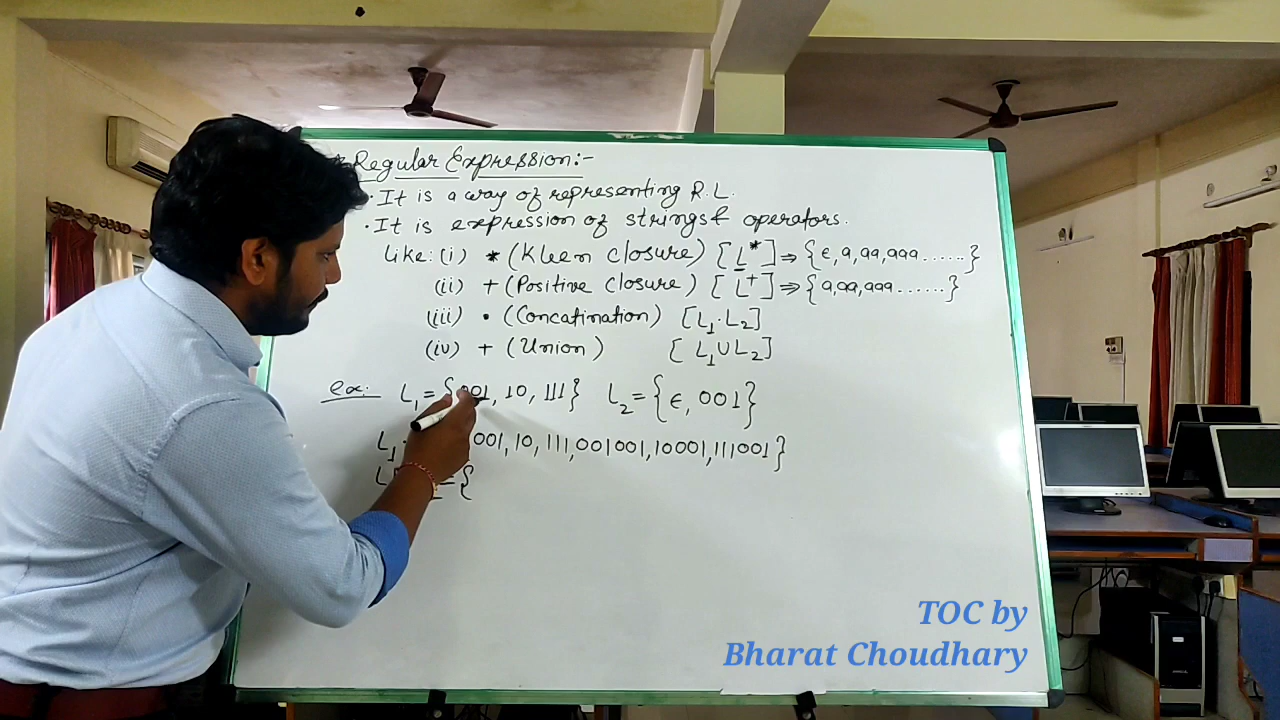 * Regular Expression:-
• It is a way of representing R.L.
• It is expression of strings & operators.
Like: (i) * (Kleen closure) [L*] ⇒ {ϵ, a, aa, aaa ......}
(ii) + (Positive closure) [L⁺] ⇒ {a, aa, aaa ......}
(iii) • (Concatination) [L₁.L₂]
(iv) + (Union) [L₁∪L₂]
ex:- L₁ = {001, 10, 111} L₂ = {ϵ, 001}
L₁ 001, 10, 111, 001001, 10001, 111001}
= {
TOC by
Bharat Choudhary